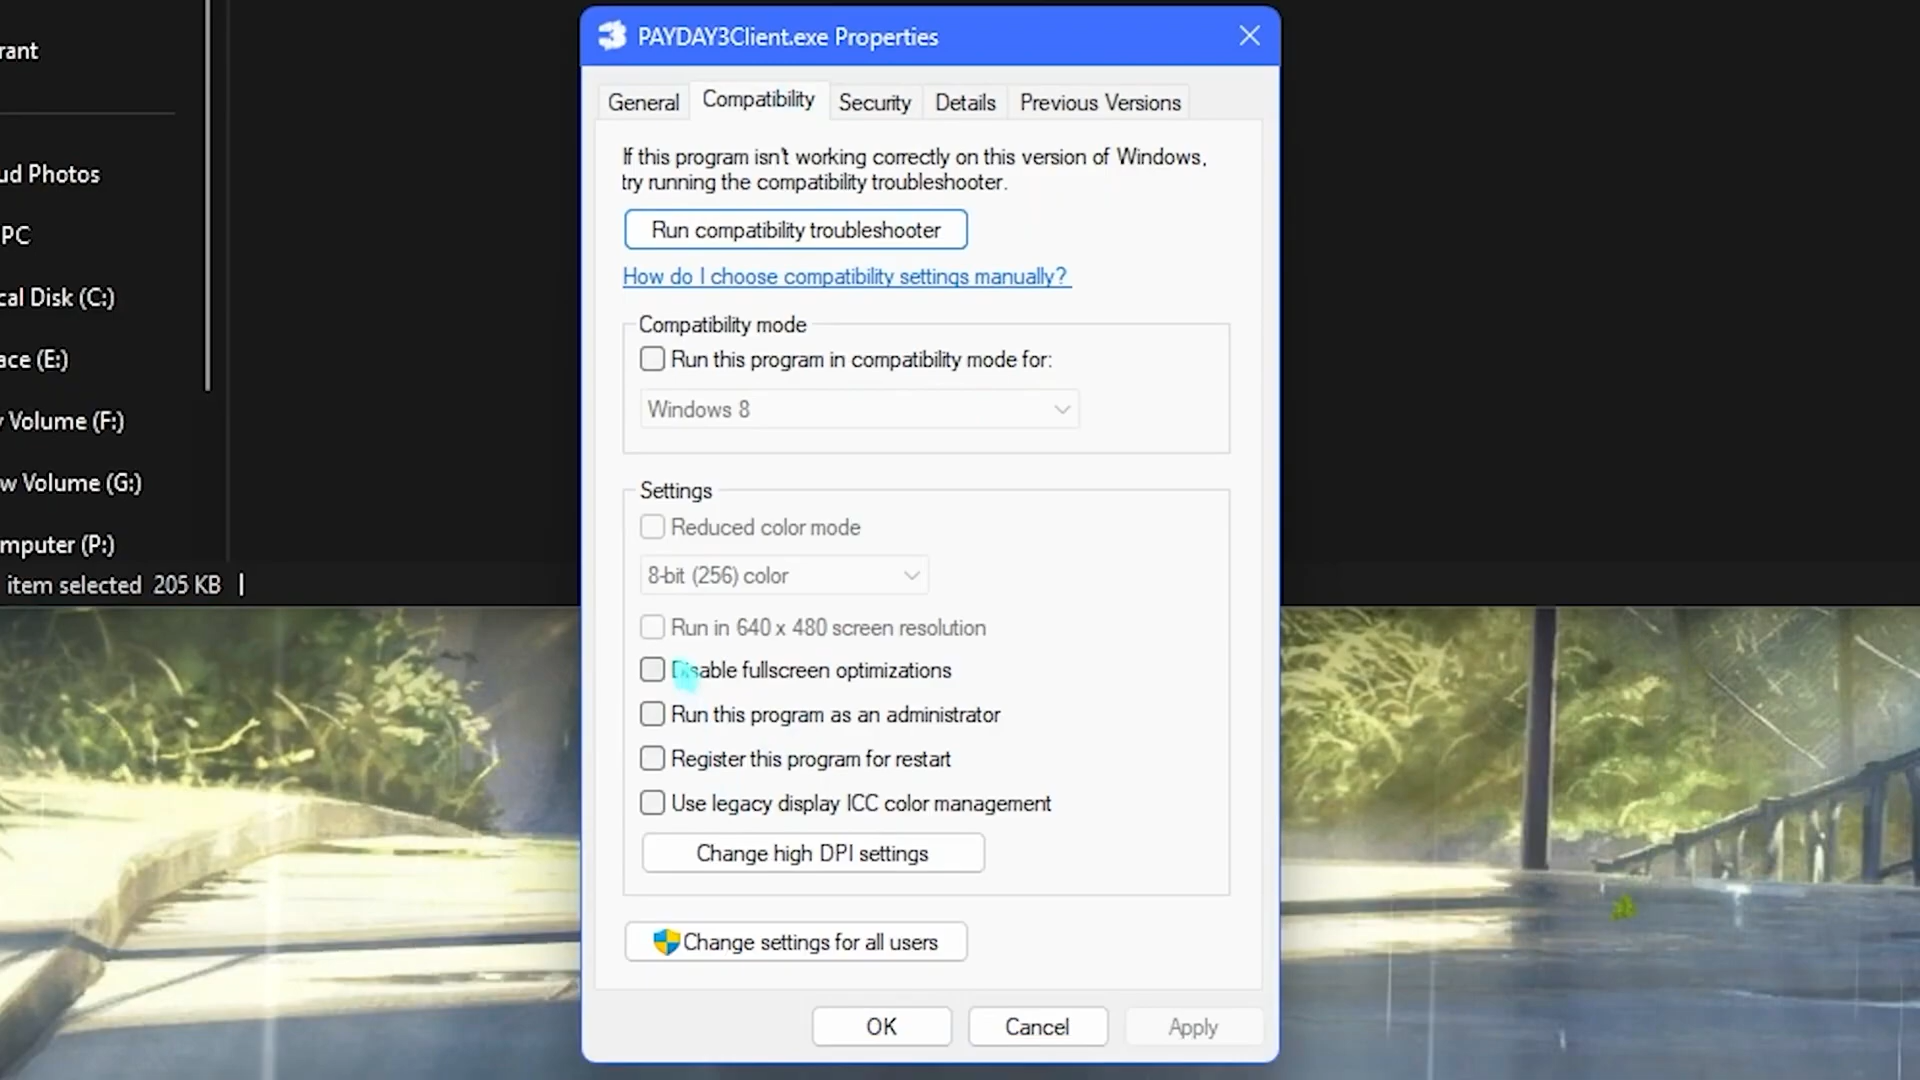 PAYDAY3Client.exe Properties
General Compatibility Security Details Previous Versions
If this program isn't working correctly on this version of Windows,
try running the compatibility troubleshooter.
Run compatibility troubleshooter
How do I choose compatibility settings manually?
Compatibility mode
Run this program in compatibility mode for:
Windows 8
Settings
Reduced color mode
8-bit (256) color
Run in 640 x 480 screen resolution
Disable fullscreen optimizations
Run this program as an administrator
Register this program for restart
Use legacy display ICC color management
Change high DPI settings
Change settings for all users
OK Cancel Apply
rant
ud Photos
PC
cal Disk (C:)
ace (E:)
Volume (F:)
w Volume (G:)
mputer (P:)
item selected 205 KB